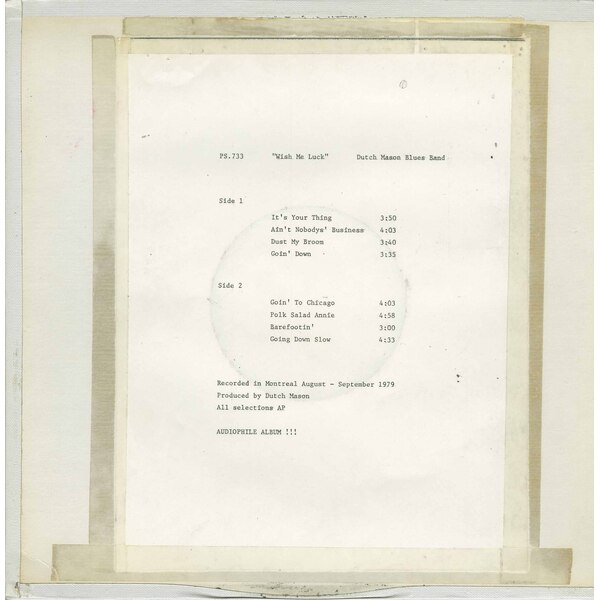 PS.733 "Wish Me Luck" Dutch Mason Blues Band
Side 1
It's Your Thing 3:50
Ain't Nobodys' Business 4:03
Dust My Broom 3:40
Goin' Down 3:35
Side 2
Goin' To Chicago 4:03
Polk Salad Annie 4:58
Barefootin' 3:00
Going Down Slow 4:33
Recorded in Montreal August - September 1979
Produced by Dutch Mason
All selections AP
AUDIOPHILE ALBUM !!!